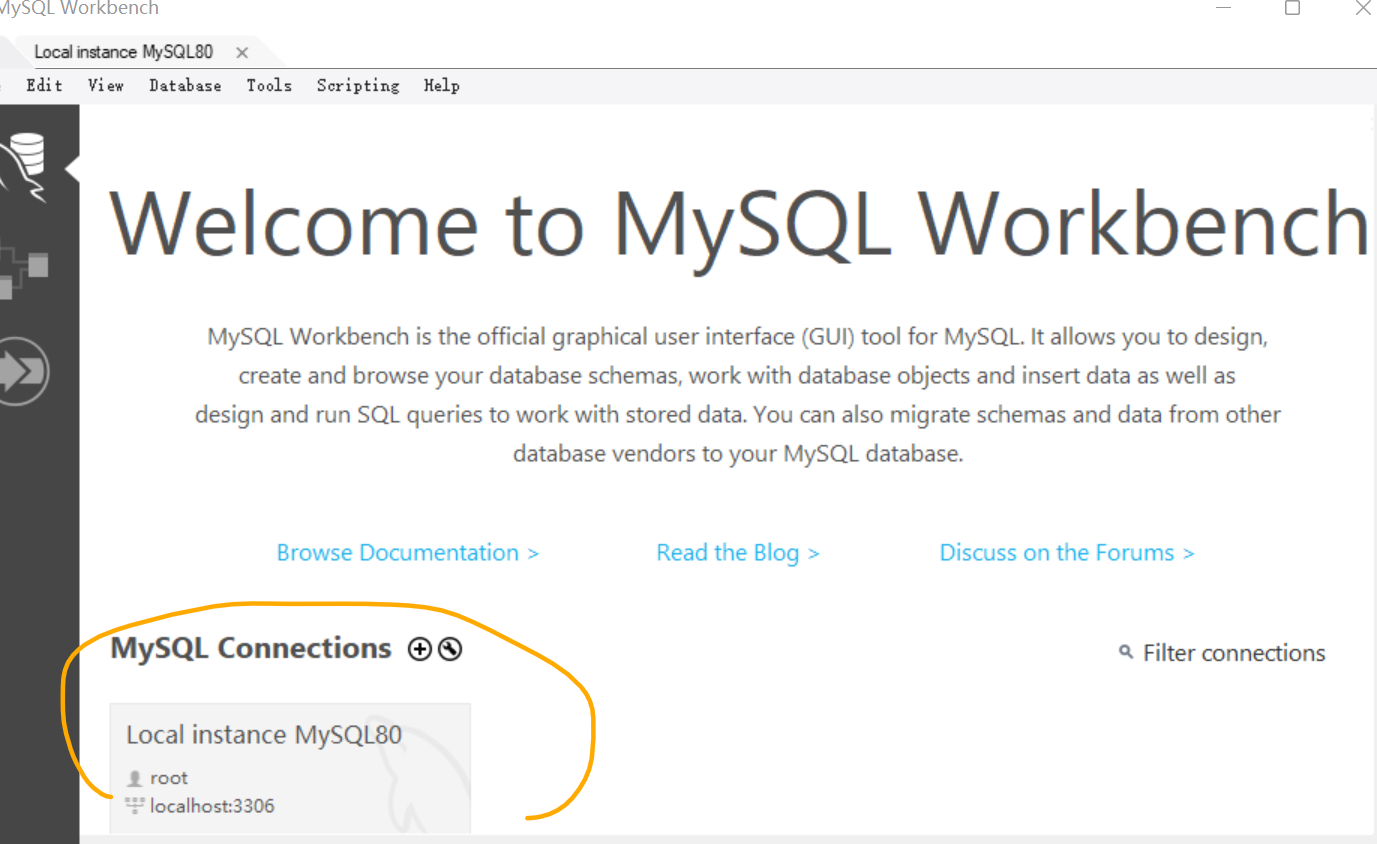 MySQL Workbench
Local instance MySQL80
Edit View Database Tools Scripting Help
Welcome to MySQL Workbench
MySQL Workbench is the official graphical user interface (GUI) tool for MySQL. It allows you to design,
create and browse your database schemas, work with database objects and insert data as well as
design and run SQL queries to work with stored data. You can also migrate schemas and data from other
database vendors to your MySQL database.
Browse Documentation > Read the Blog > Discuss on the Forums >
MySQL Connections Filter connections
Local instance MySQL80
root
localhost:3306